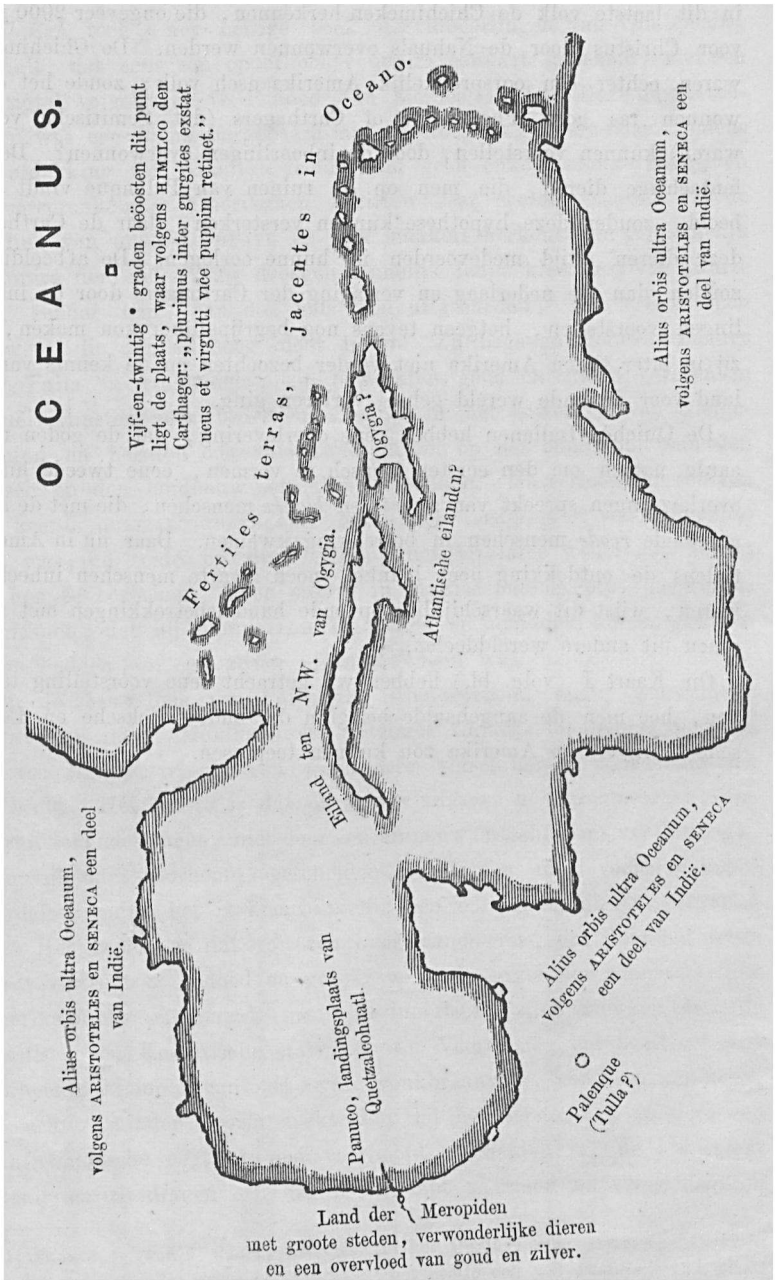 OCEANUS.
Vijf-en-twintig graden beoosten dit punt
ligt de plaats, waar volgens HIMILCO den
Carthager: „plurimus inter gurgites exstat
ucus et virgulti vice puppim retinet.”
Fertiles terras, jacentes in Oceano.
Alius orbis ultra Oceanum,
volgens ARISTOTELES en SENECA een
deel van Indië.
Ogygia?
Atlantische eilanden?
Eiland ten N.W. van Ogygia.
Alius orbis ultra Oceanum,
volgens ARISTOTELES en SENECA een deel
van Indië.
Panuco, landingsplaats van
Quetzalcohuatl.
Alius orbis ultra Oceanum,
volgens ARISTOTELES en SENECA
een deel van Indië.
Palenque
(Tulla?)
Land der Meropiden
met groote steden, verwonderlijke dieren
en een overvloed van goud en zilver.